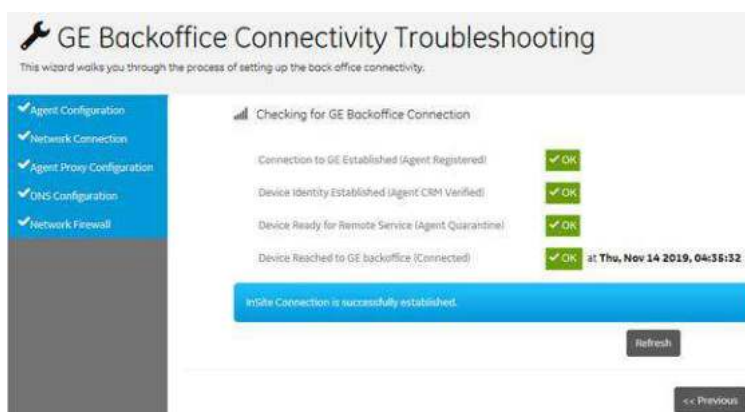 GE Backoffice Connectivity Troubleshooting
This wizard walks you through the process of setting up the back office connectivity.
Agent Configuration
Network Connection
Agent Proxy Configuration
DNS Configuration
Network Firewall
Checking for GE Backoffice Connection
Connection to GE Established (Agent Registered) OK
Device Identity Established (Agent CRM Verified) OK
Device Ready for Remote Service (Agent Quarantine) OK
Device Reached to GE backoffice (Connected) OK at Thu, Nov 14 2019, 04:35:32
InSite Connection is successfully established.
Refresh
<< Previous